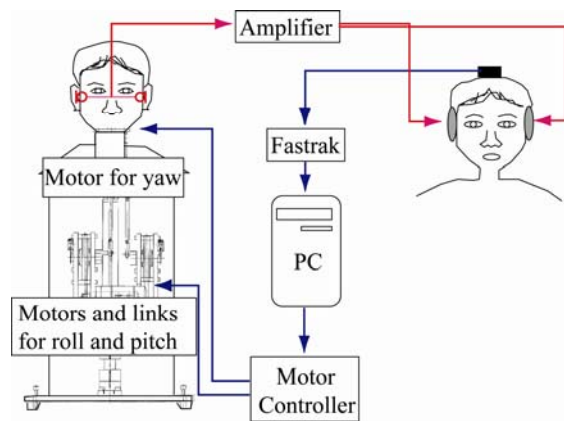 Amplifier
Fastrak
Motor for yaw
PC
Motors and links
for roll and pitch
Motor
Controller